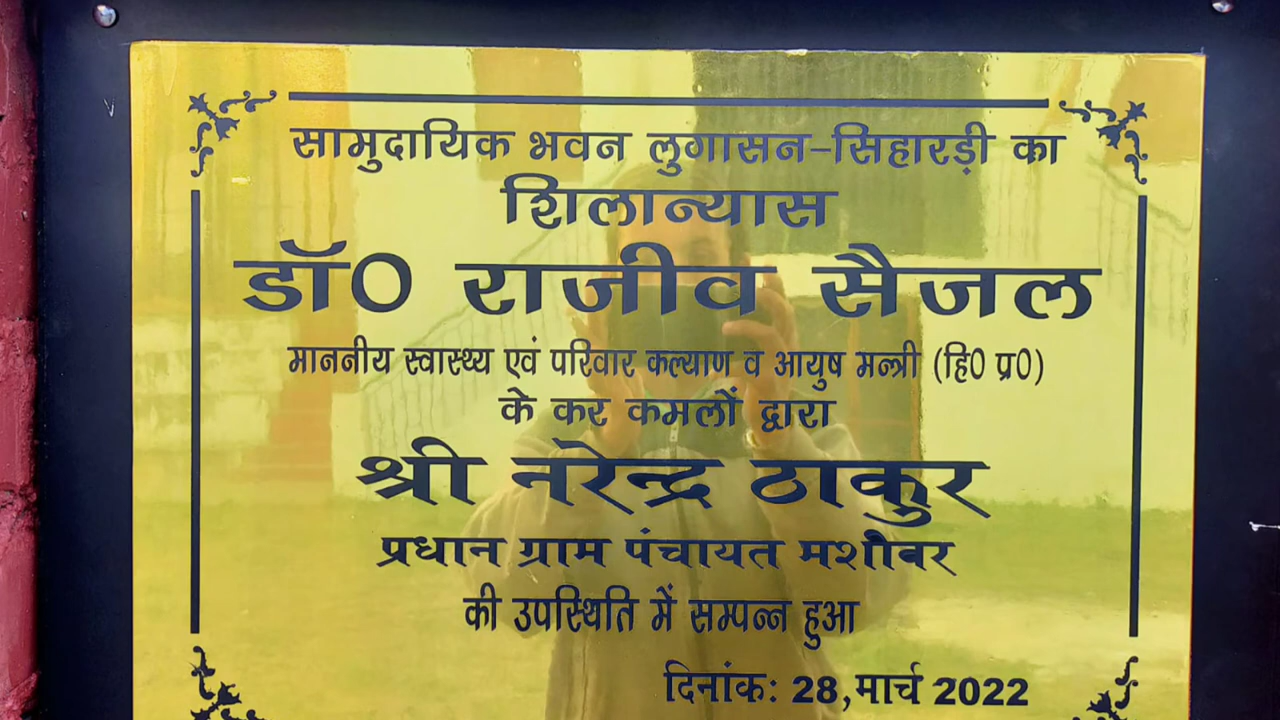 सामुदायिक भवन लुगासन-सिहारड़ी का
शिलान्यास
डॉ0 राजीव सैजल
माननीय स्वास्थ्य एवं परिवार कल्याण व आयुष मन्त्री (हि0 प्र0)
के कर कमलों द्वारा
श्री नरेन्द्र ठाकुर
प्रधान ग्राम पंचायत मशीवर
की उपस्थिति में सम्पन्न हुआ
दिनांक: 28,मार्च 2022